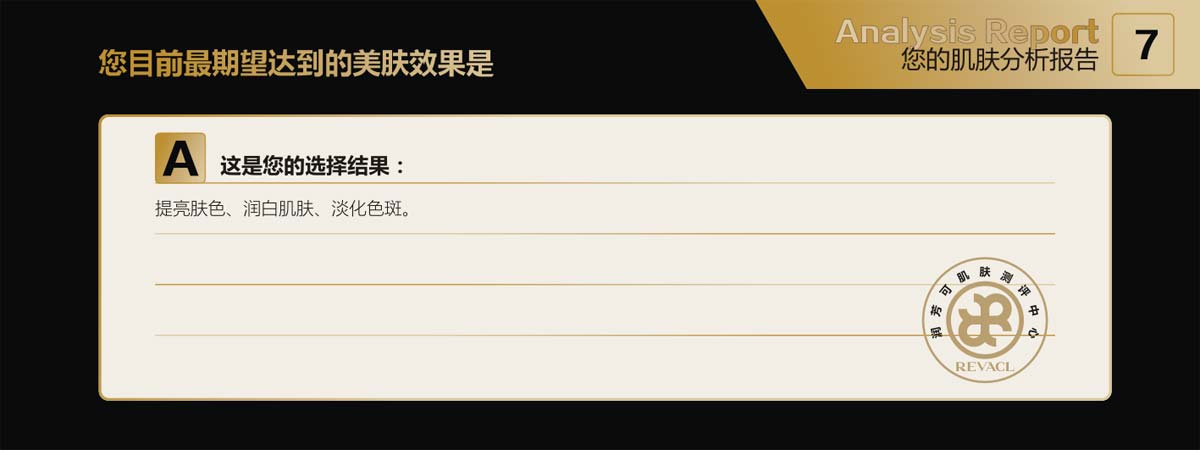 Analysis Report
您的肌肤分析报告
7
您目前最期望达到的美肤效果是
A
这是您的选择结果：
提亮肤色、润白肌肤、淡化色斑。
润芳可肌肤测评中心
REVACL